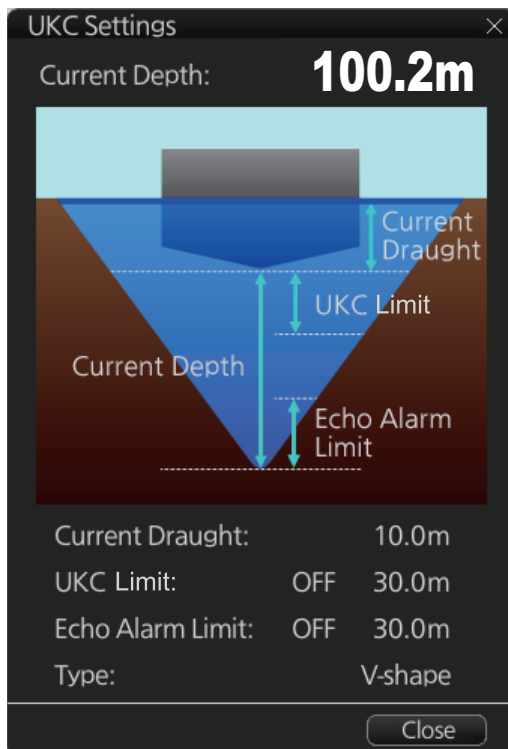 UKC Settings
Current Depth: 100.2m
Current
Draught
UKC Limit
Current Depth
Echo Alarm
Limit
Current Draught: 10.0m
UKC Limit: OFF 30.0m
Echo Alarm Limit: OFF 30.0m
Type: V-shape
Close